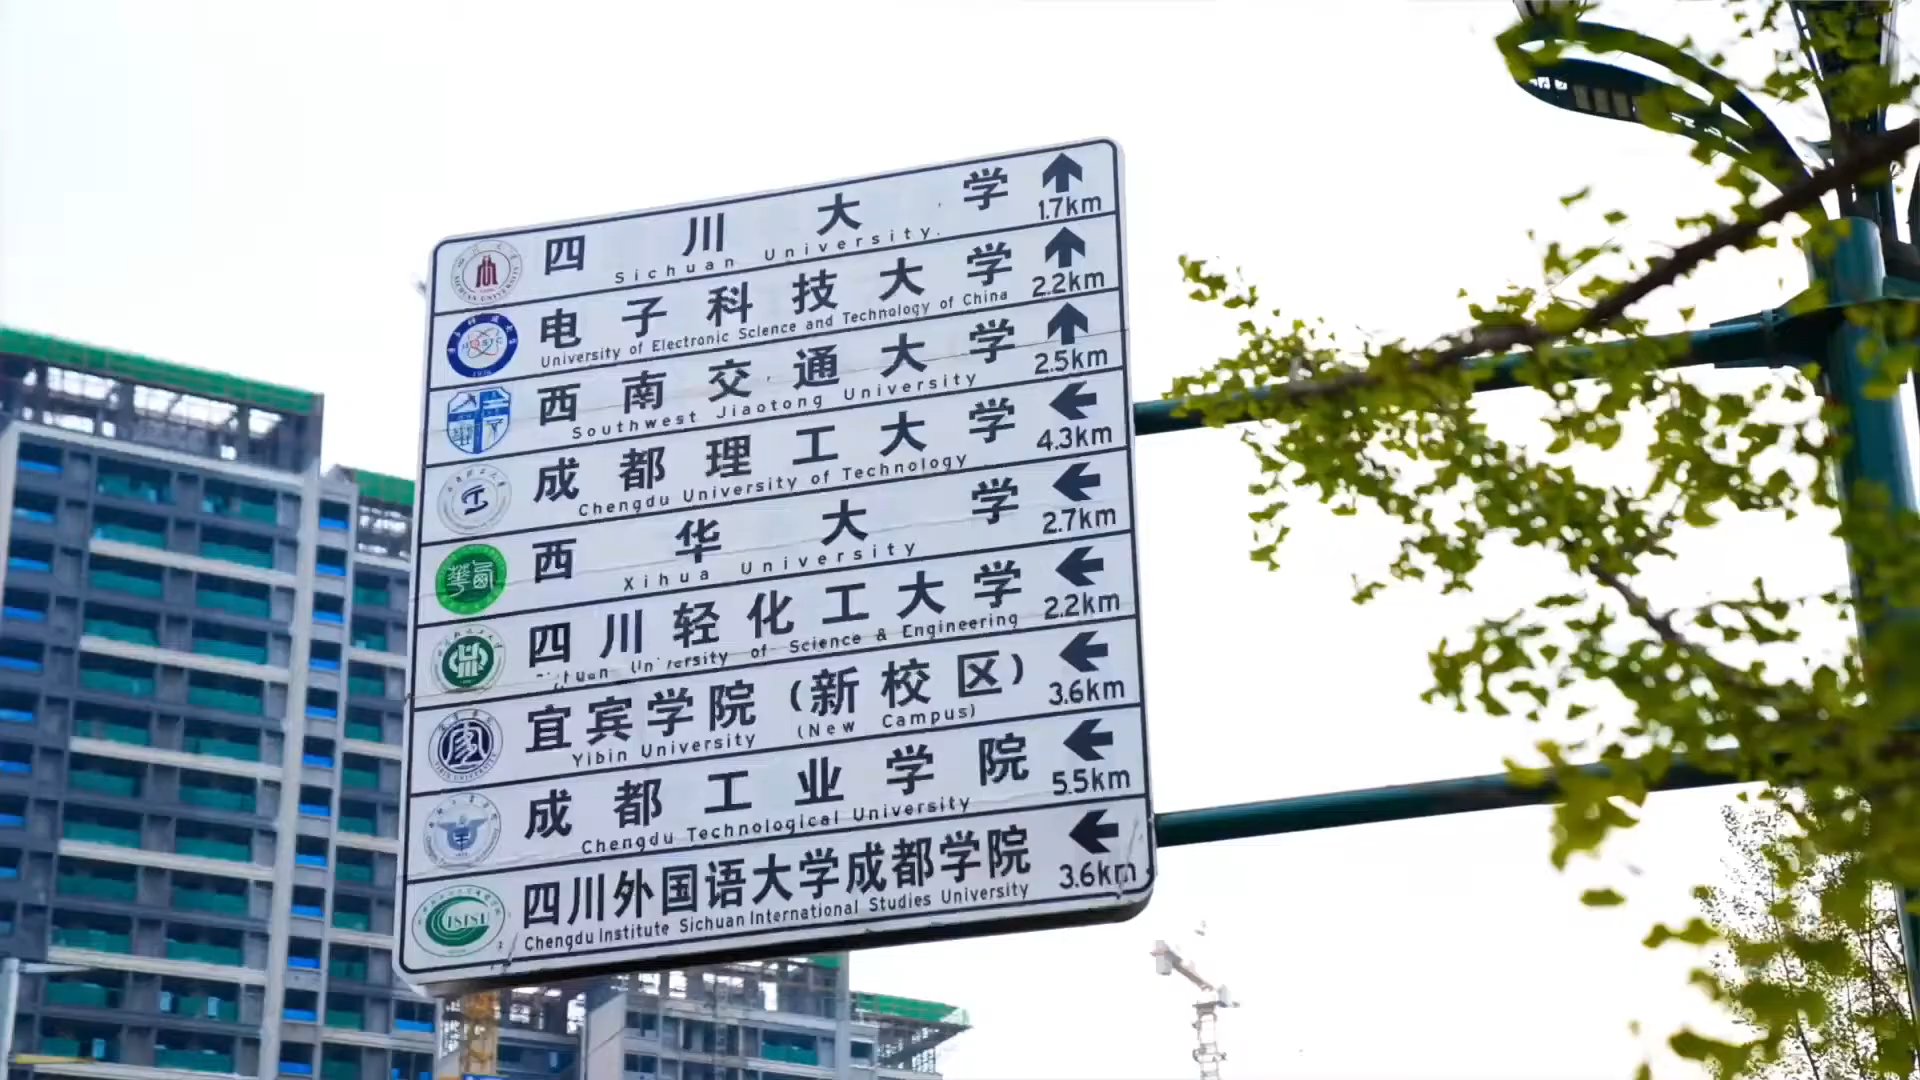 四川大学
Sichuan University.
1.7km
电子科技大学
University of Electronic Science and Technology of China
2.2km
西南交通大学
Southwest Jiaotong University
2.5km
成都理工大学
Chengdu University of Technology
4.3km
西华大学
Xihua University
2.7km
四川轻化工大学
University of Science & Engineering
2.2km
宜宾学院（新校区）
Yibin University (New Campus)
3.6km
成都工业学院
Chengdu Technological University
5.5km
四川外国语大学成都学院
Chengdu Institute Sichuan International Studies University
3.6km